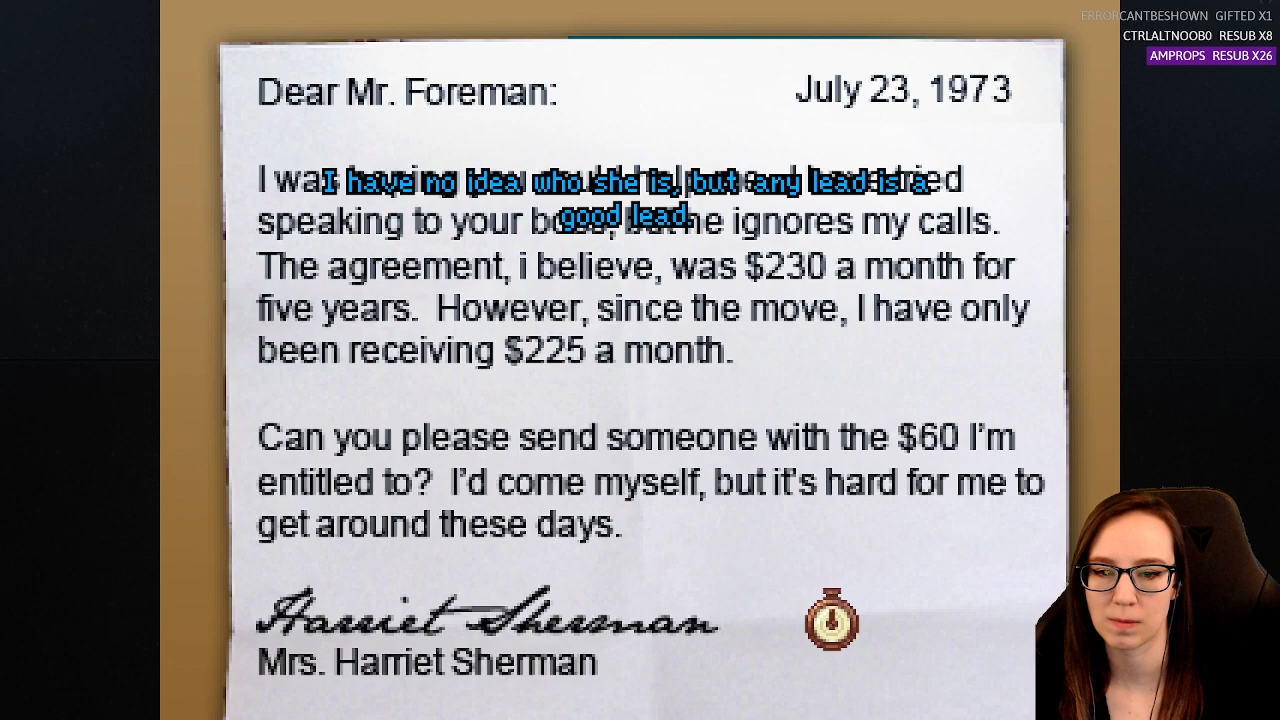 ERRORCANTBESHOWN GIFTED X1
CTRLALTNOOB0 RESUB X8
AMPROPS RESUB X26
Dear Mr. Foreman:
July 23, 1973
I was
I have no idea who she is, but any lead is a
good lead.
speaking to your ignores my calls.
The agreement, i believe, was $230 a month for
five years. However, since the move, I have only
been receiving $225 a month.
Can you please send someone with the $60 I'm
entitled to? I'd come myself, but it's hard for me to
get around these days.
Harriet Sherman
Mrs. Harriet Sherman